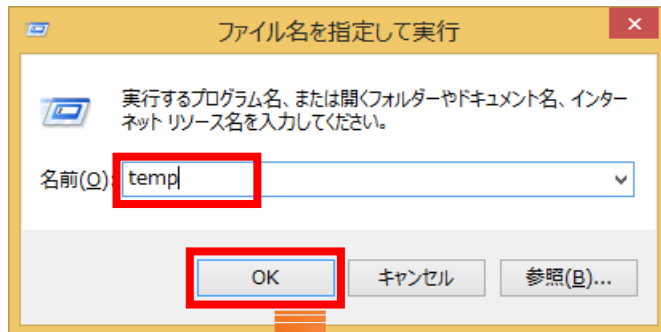 ファイル名を指定して実行
実行するプログラム名、または開くフォルダーやドキュメント名、インター
ネット リソース名を入力してください。
名前(O): temp
OK キャンセル 参照(B)...